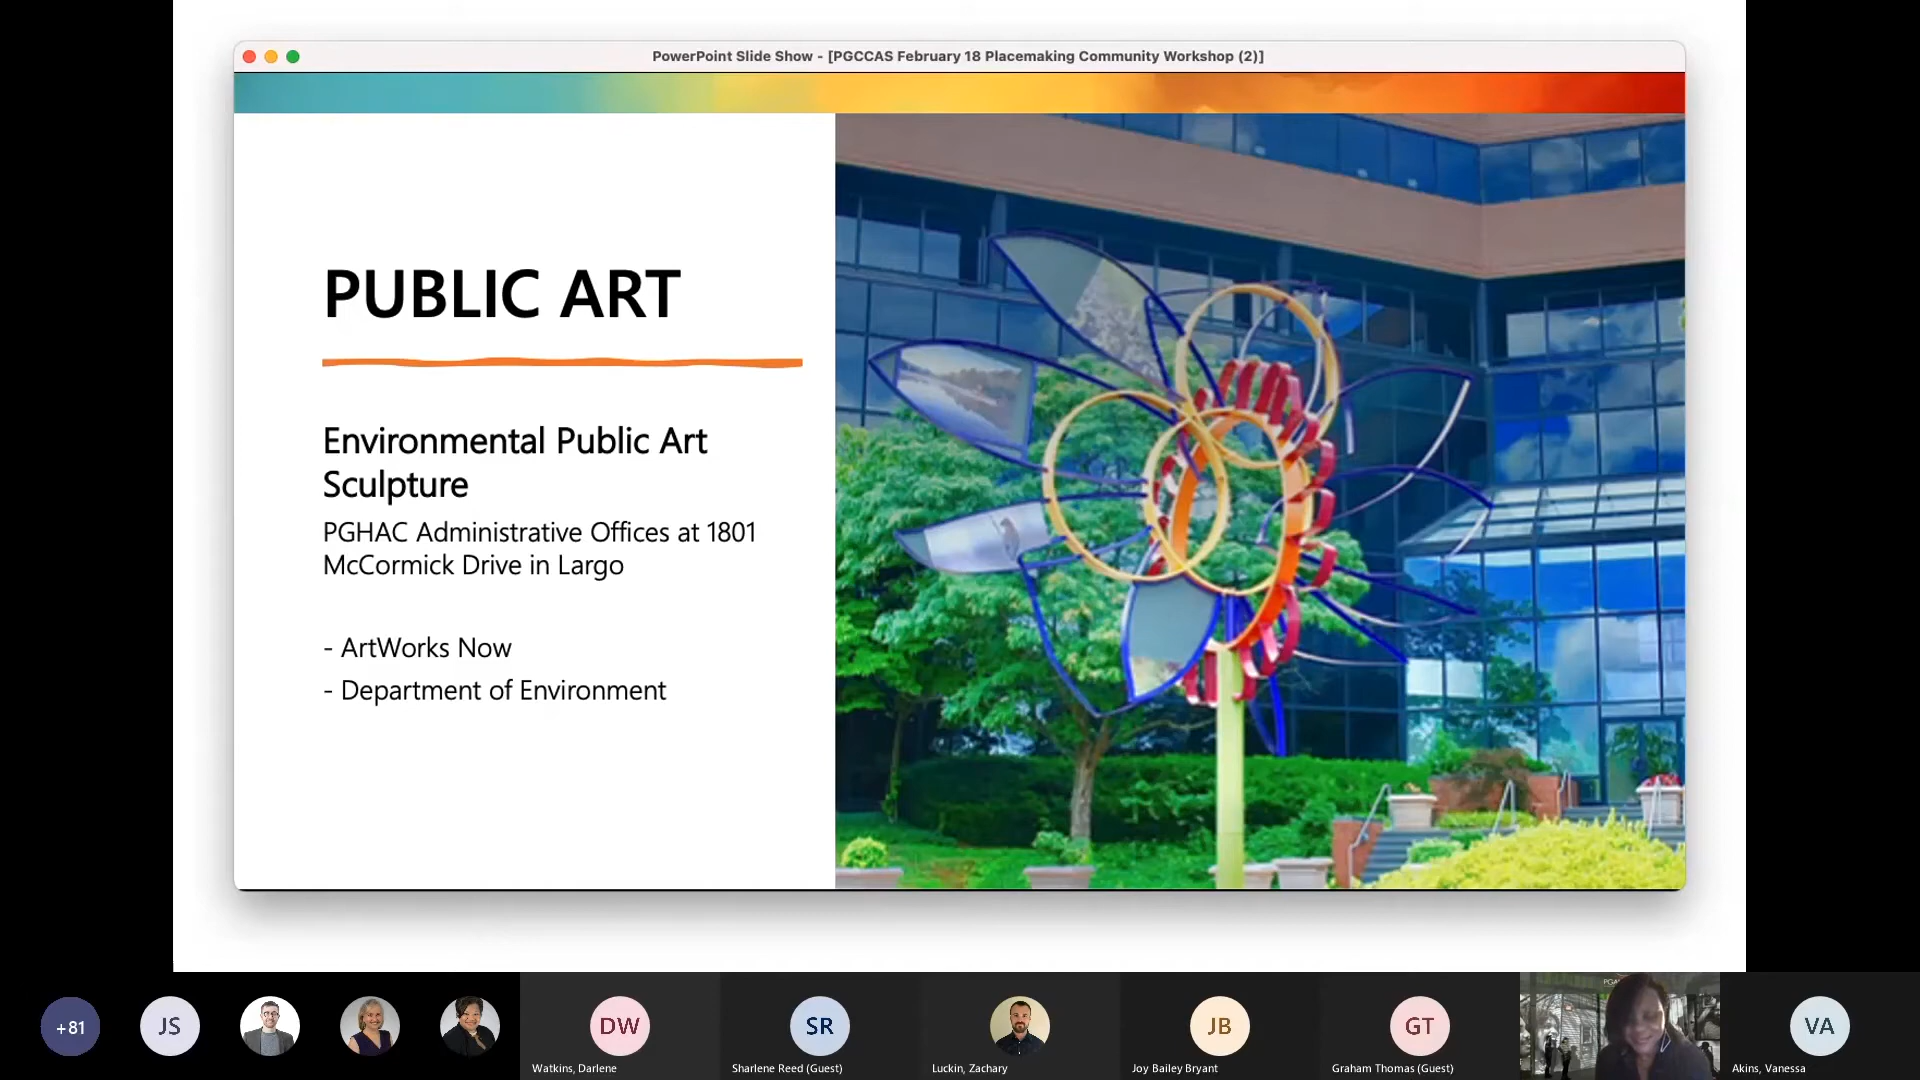 PowerPoint Slide Show - [PGCCAS February 18 Placemaking Community Workshop (2)]
PUBLIC ART
Environmental Public Art
Sculpture
PGHAC Administrative Offices at 1801
McCormick Drive in Largo
- ArtWorks Now
- Department of Environment
+81
JS
DW
SR
JB
GT
VA
Watkins, Darlene
Sharlene Reed (Guest)
Luckin, Zachary
Joy Bailey Bryant
Graham Thomas (Guest)
Akins, Vanessa